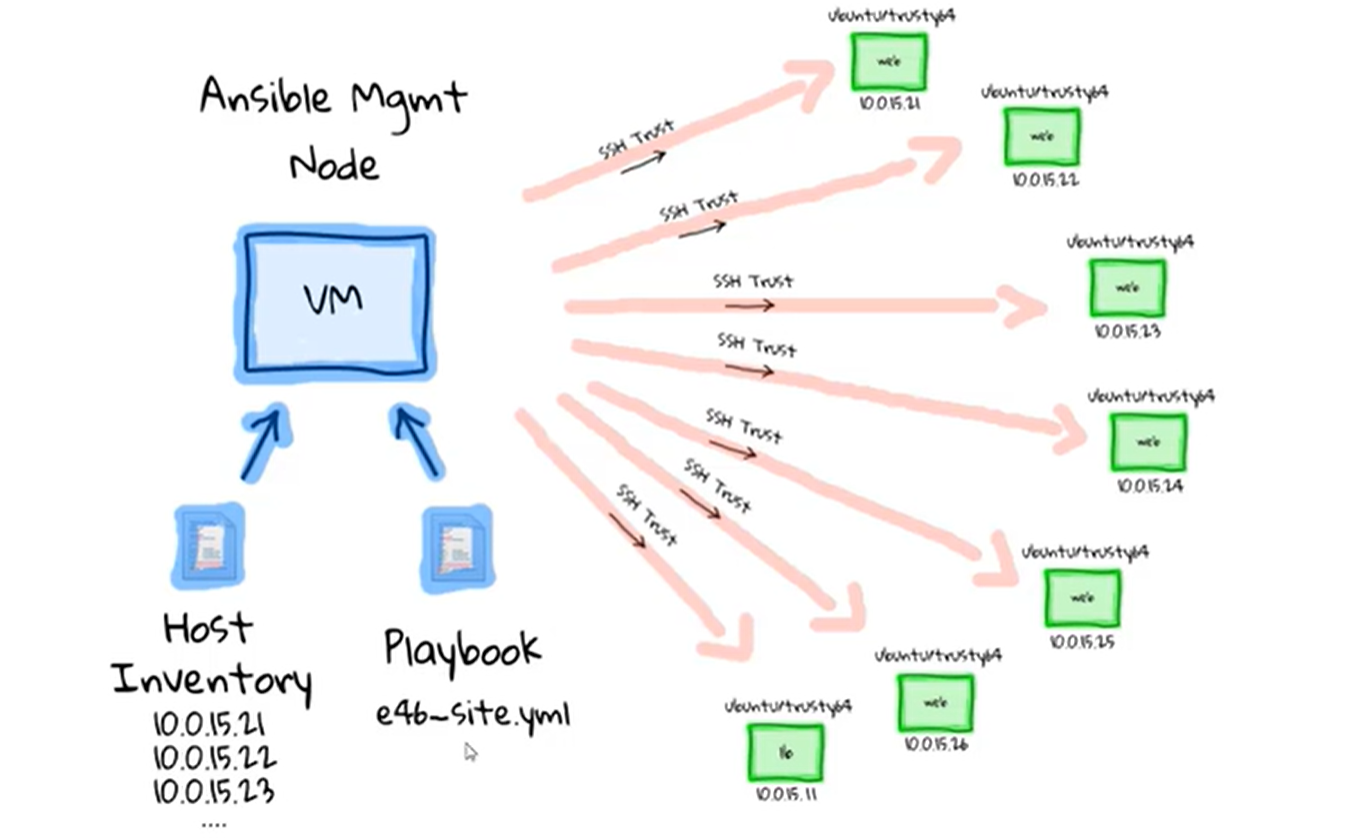 Ansible Mgmt
Node
VM
Host
Inventory
10.0.15.21
10.0.15.22
10.0.15.23
....
Playbook
e46-site.yml
SSH Trust
SSH Trust
SSH Trust
SSH Trust
SSH Trust
SSH Trust
SSH Trust
ubuntu/trusty64
web
10.0.15.21
ubuntu/trusty64
web
10.0.15.22
ubuntu/trusty64
web
10.0.15.23
ubuntu/trusty64
web
10.0.15.24
ubuntu/trusty64
web
10.0.15.25
ubuntu/trusty64
web
10.0.15.26
ubuntu/trusty64
lb
10.0.15.11